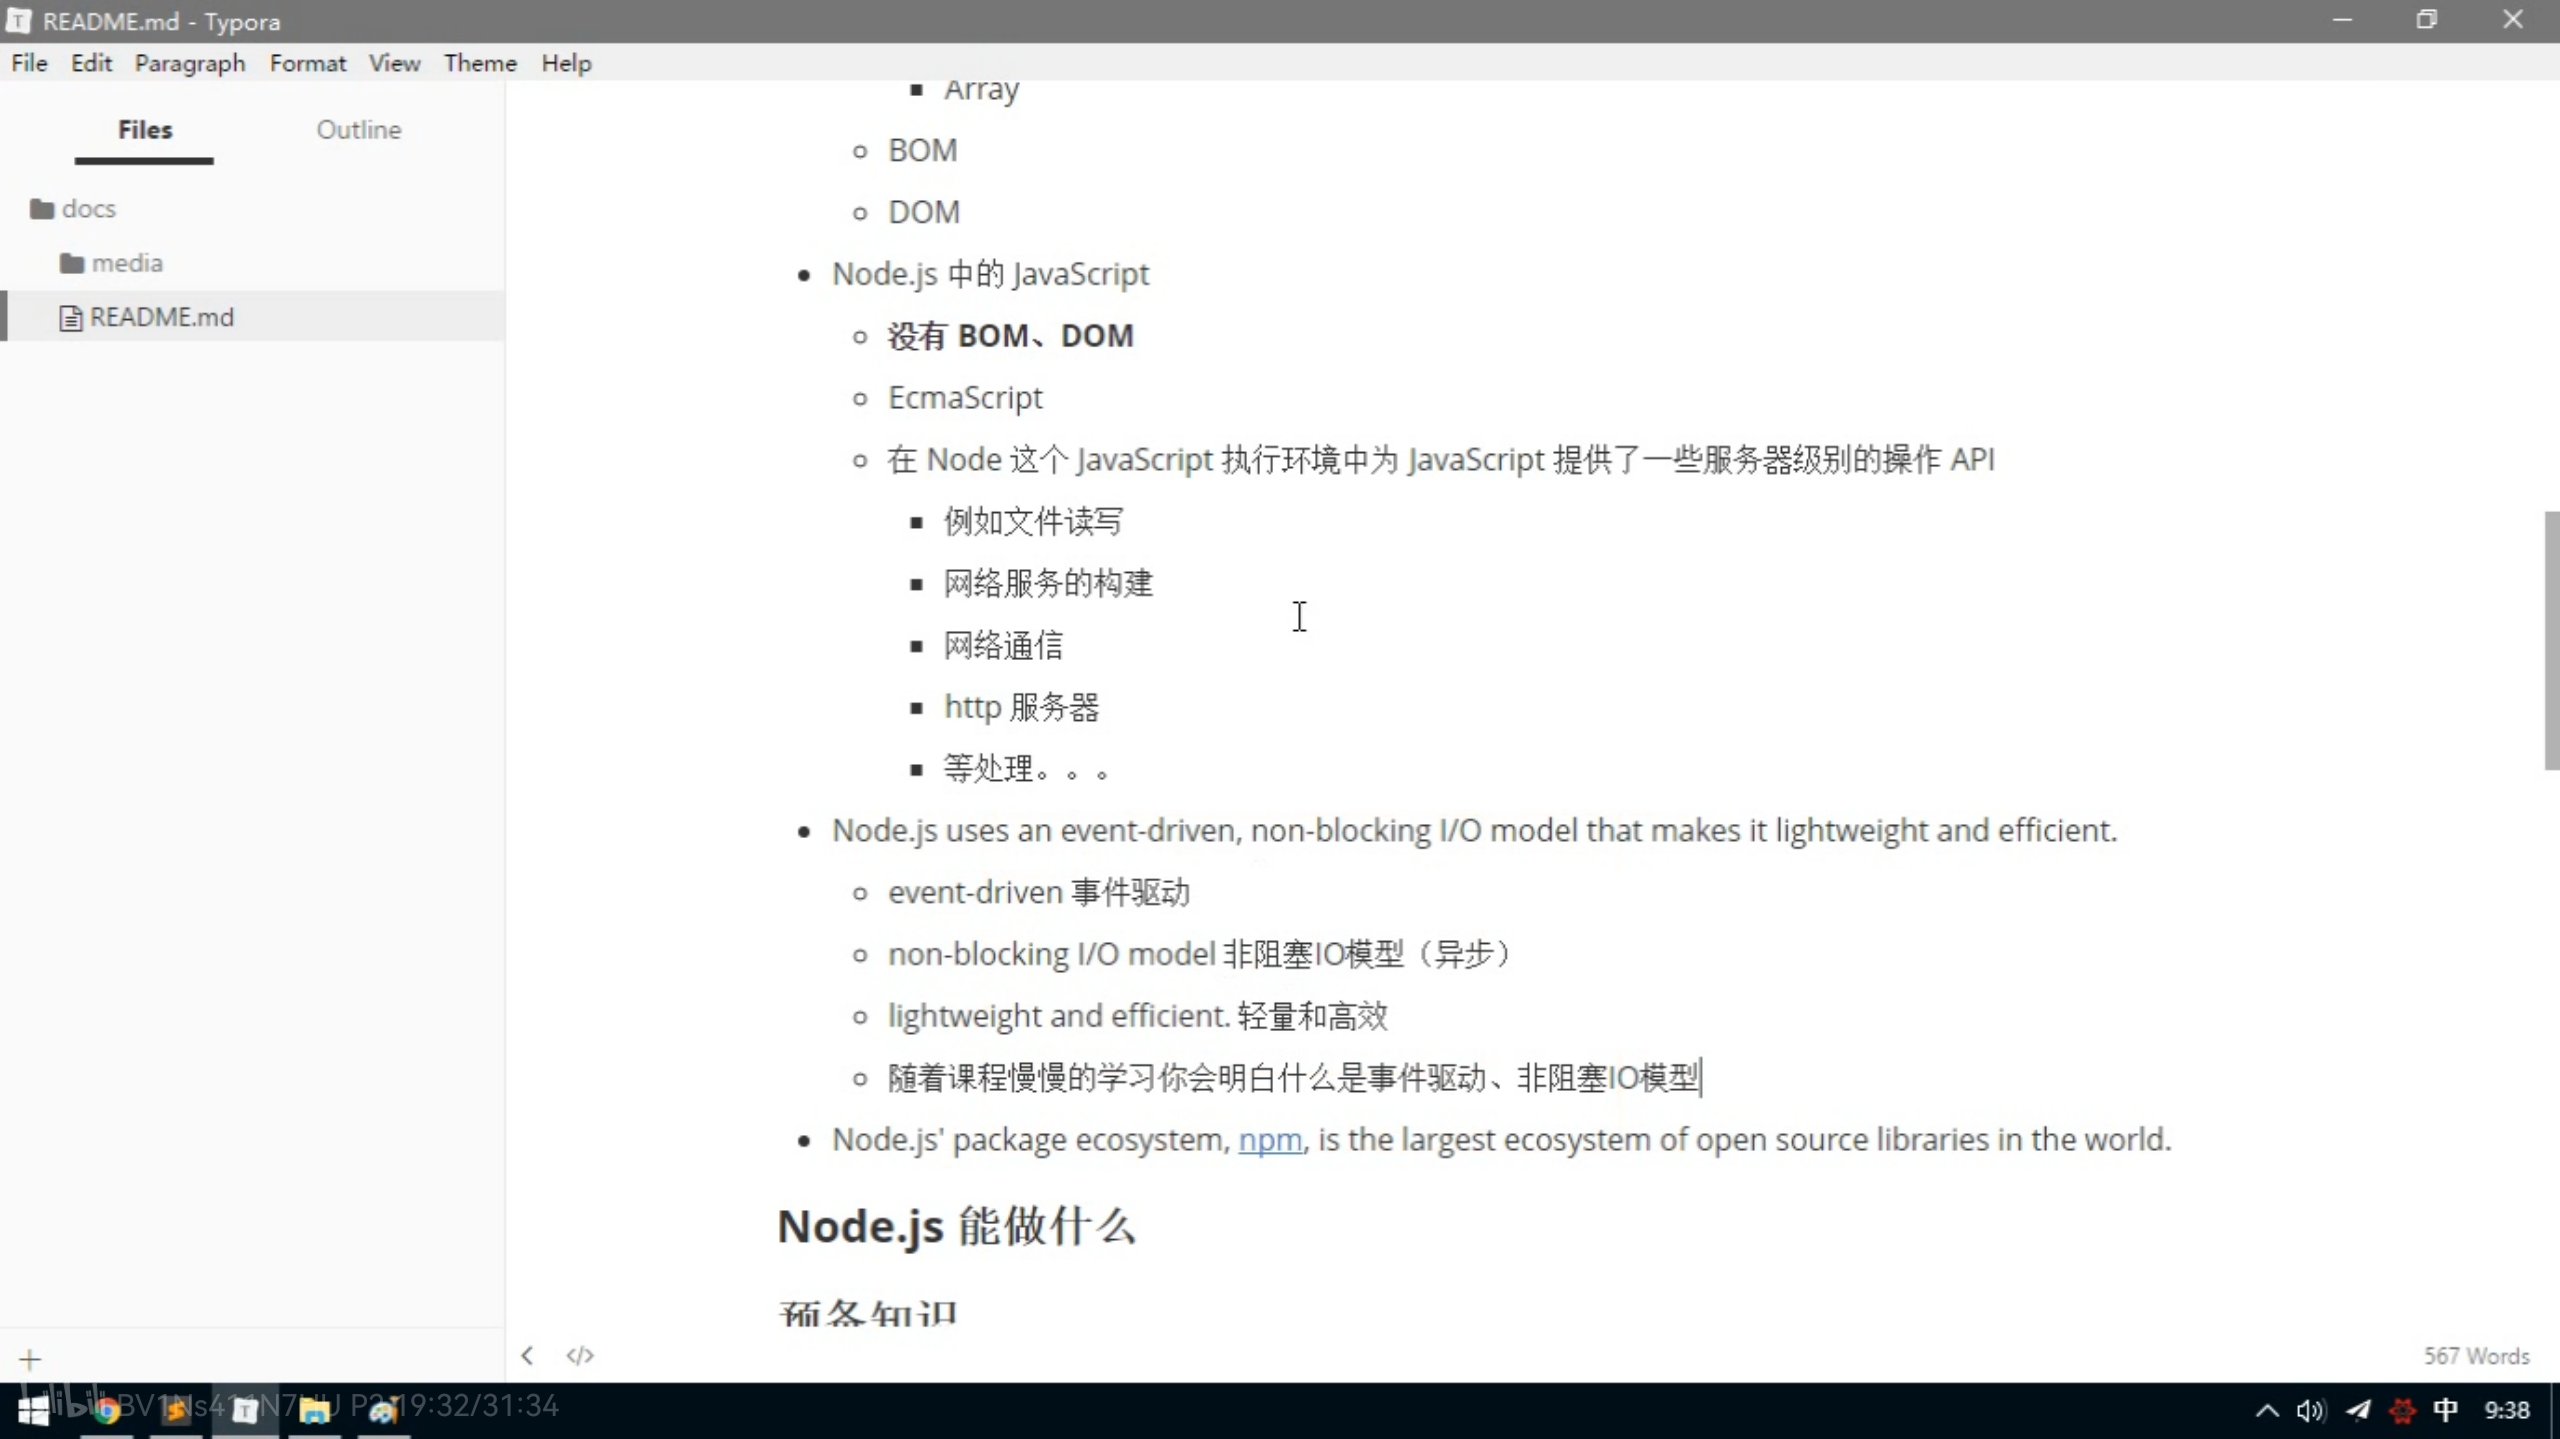 README.md - Typora
File Edit Paragraph Format View Theme Help
Files Outline
docs
media
README.md
Array
BOM
DOM
Node.js 中的 JavaScript
没有 BOM、DOM
EcmaScript
在 Node 这个 JavaScript 执行环境中为 JavaScript 提供了一些服务器级别的操作 API
例如文件读写
网络服务的构建
网络通信
http 服务器
等处理。。。
Node.js uses an event-driven, non-blocking I/O model that makes it lightweight and efficient.
event-driven 事件驱动
non-blocking I/O model 非阻塞IO模型（异步）
lightweight and efficient. 轻量和高效
随着课程慢慢的学习你会明白什么是事件驱动、非阻塞IO模型
Node.js' package ecosystem, npm, is the largest ecosystem of open source libraries in the world.
Node.js 能做什么
预备知识
567 Words
19:32/31:34
中 9:38